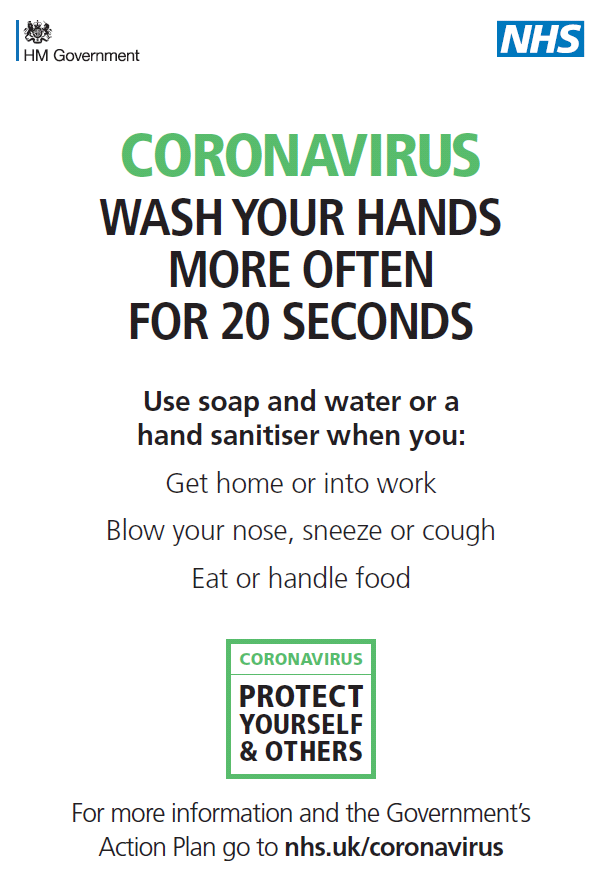 HM Government
NHS
CORONAVIRUS
WASH YOUR HANDS
MORE OFTEN
FOR 20 SECONDS
Use soap and water or a
hand sanitiser when you:
Get home or into work
Blow your nose, sneeze or cough
Eat or handle food
CORONAVIRUS
PROTECT
YOURSELF
& OTHERS
For more information and the Government’s
Action Plan go to nhs.uk/coronavirus